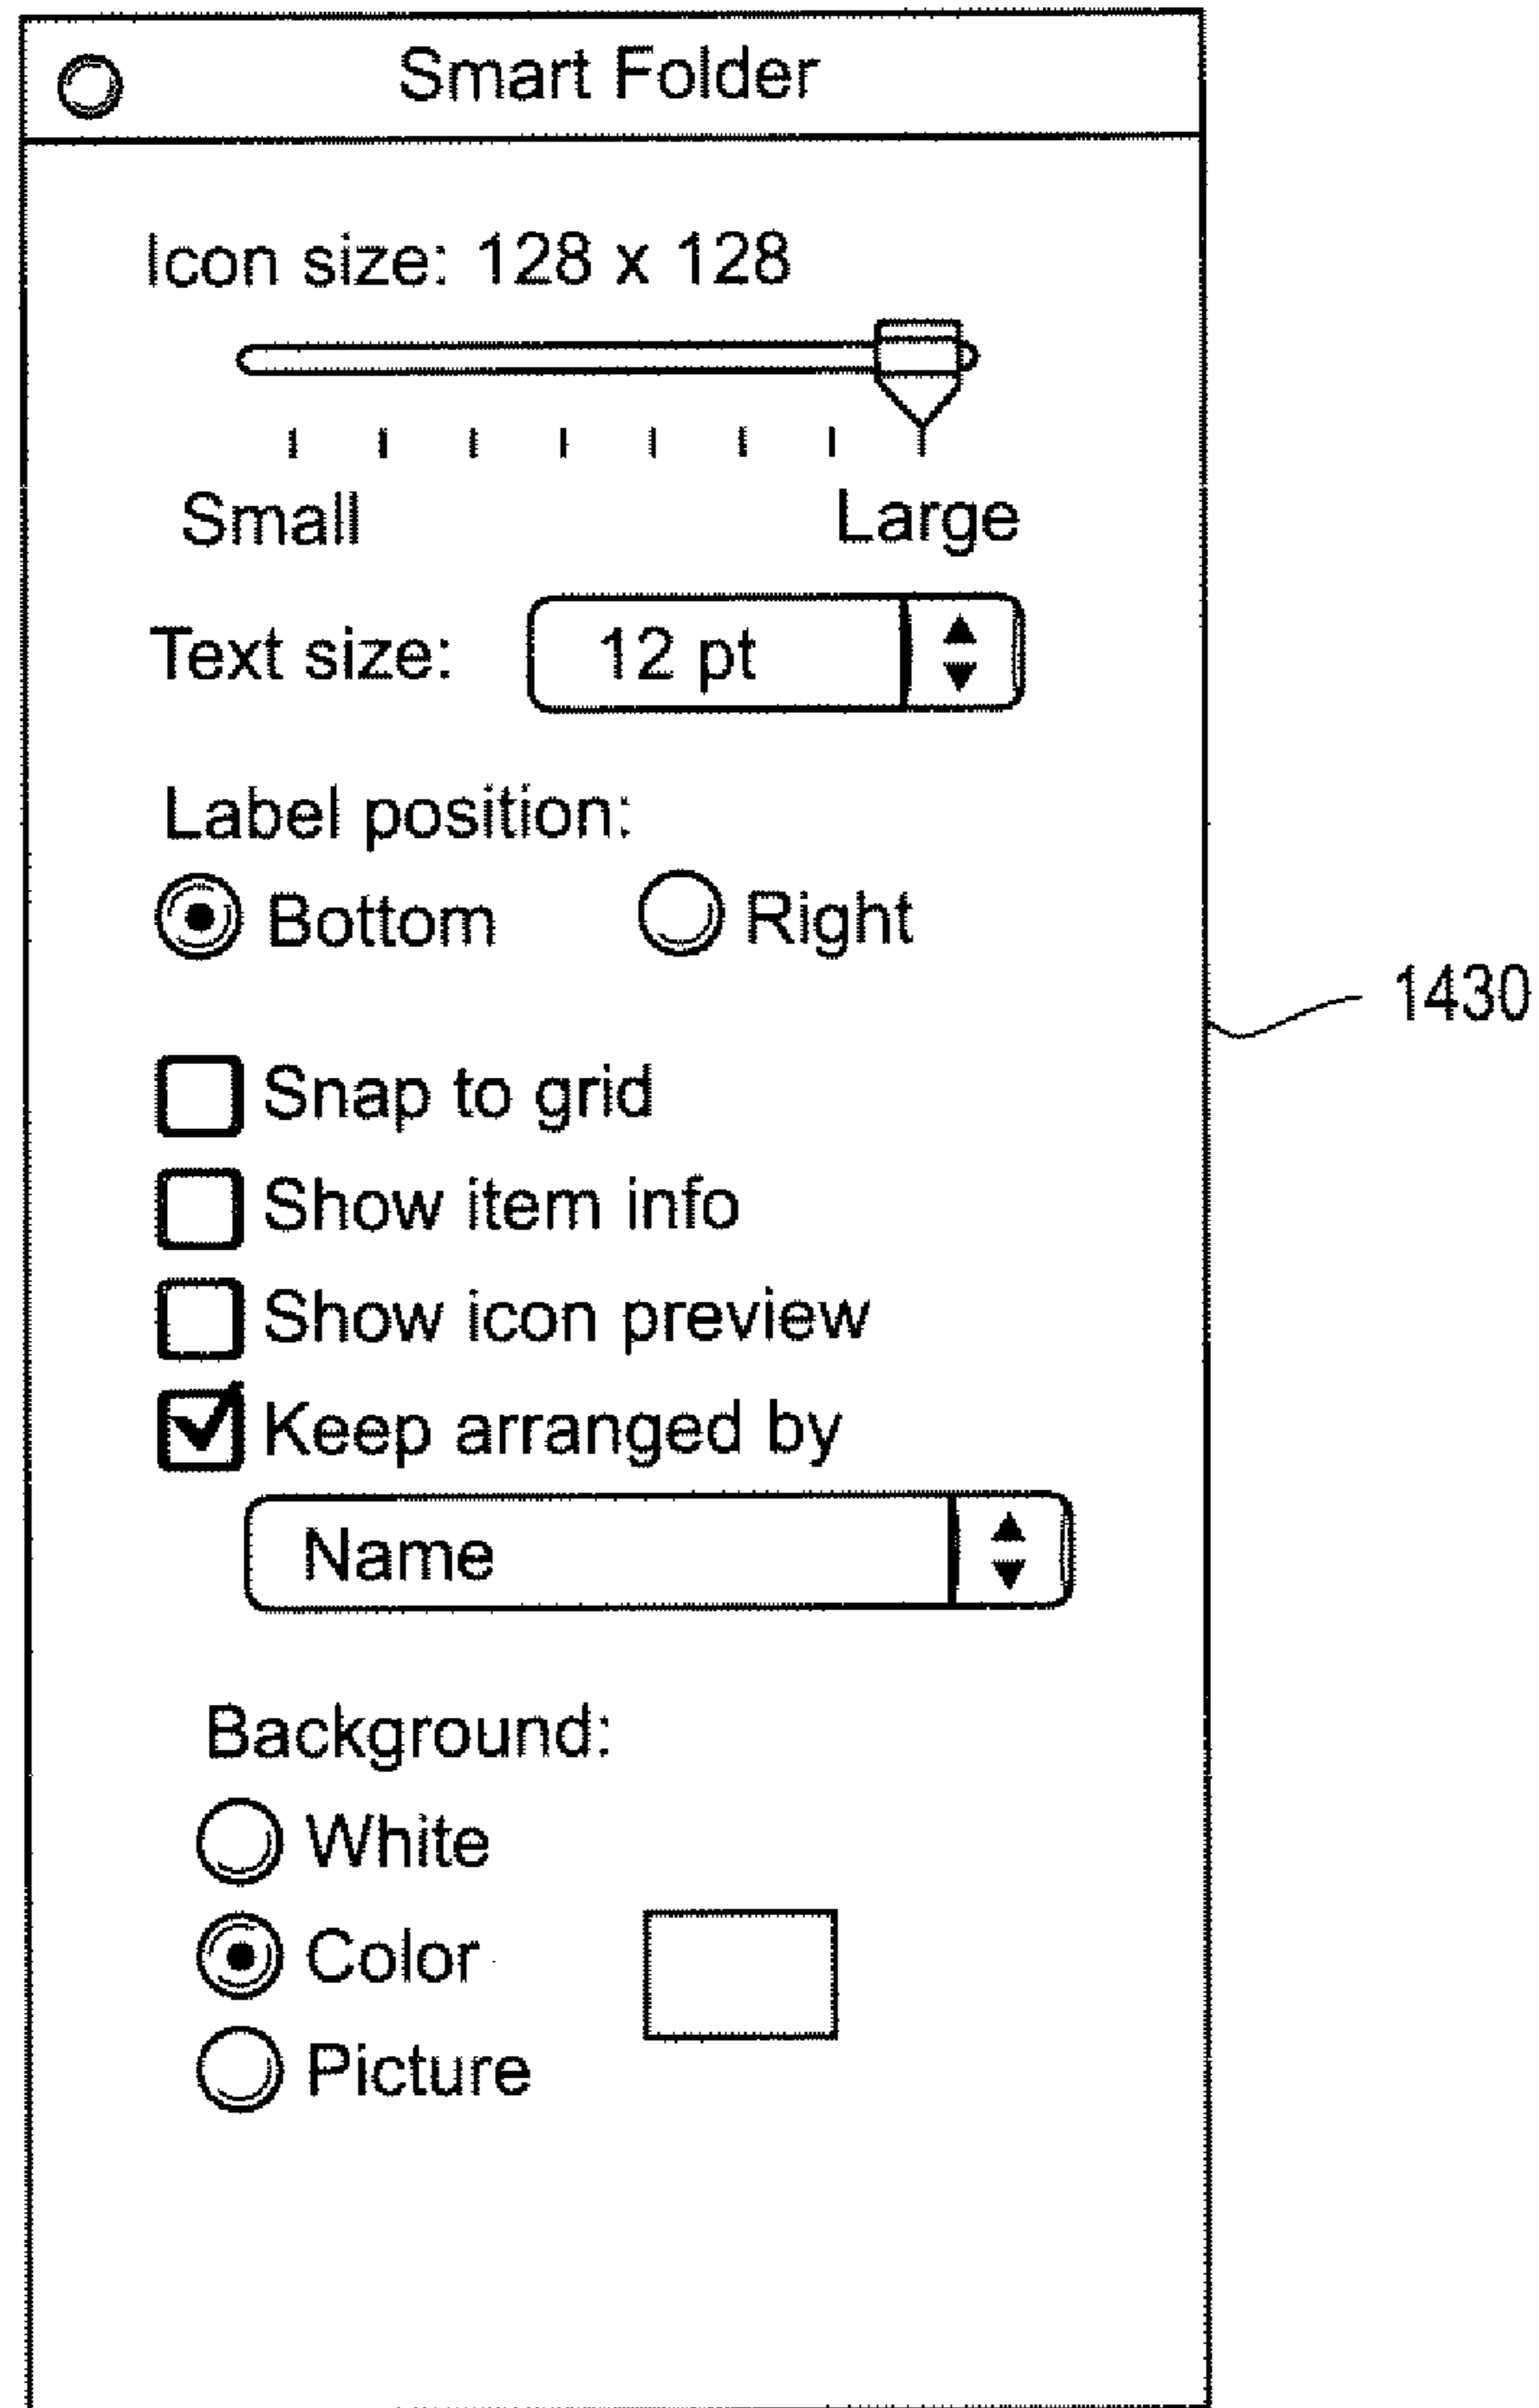 Smart Folder
Icon size: 128 x 128
Small Large
Text size: 12 pt
Label position:
Bottom Right
1430
Snap to grid
Show item info
Show icon preview
Keep arranged by
Name
Background:
White
Color
Picture